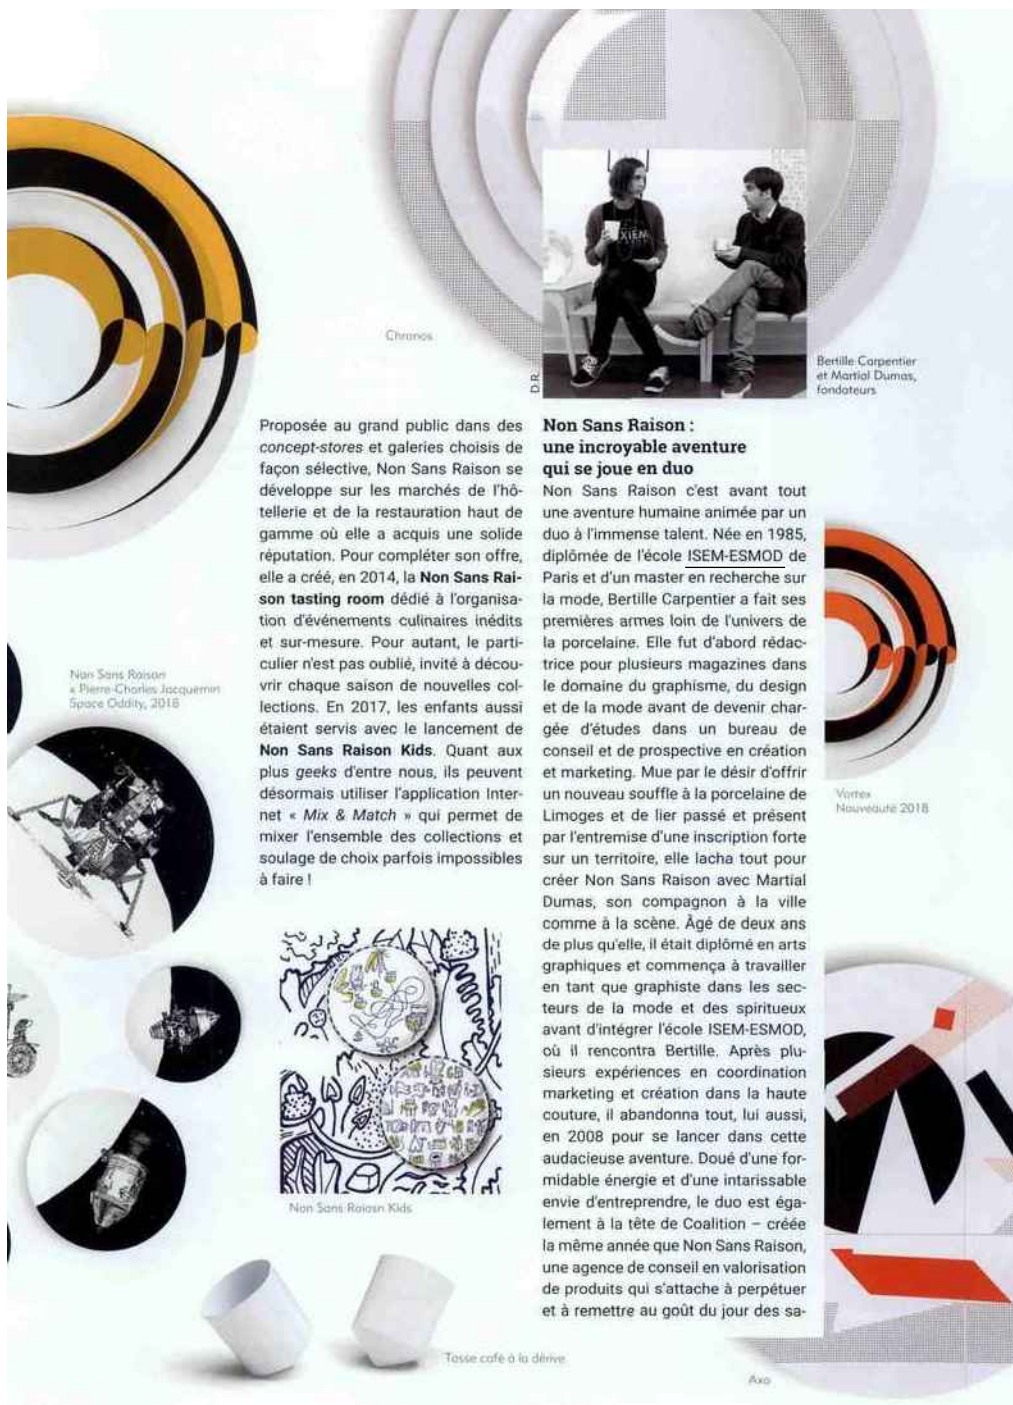 Chronos
D.R.
Bertille Carpentier
et Martial Dumas,
fondateurs
XIEM
Proposée au grand public dans des
concept-stores et galeries choisis de
façon sélective, Non Sans Raison se
développe sur les marchés de l'hô-
tellerie et de la restauration haut de
gamme où elle a acquis une solide
réputation. Pour compléter son offre,
elle a créé, en 2014, la Non Sans Rai-
son tasting room dédié à l'organisa-
tion d'événements culinaires inédits
et sur-mesure. Pour autant, le parti-
culier n'est pas oublié, invité à décou-
vrir chaque saison de nouvelles col-
lections. En 2017, les enfants aussi
étaient servis avec le lancement de
Non Sans Raison Kids. Quant aux
plus geeks d'entre nous, ils peuvent
désormais utiliser l'application Inter-
net « Mix & Match » qui permet de
mixer l'ensemble des collections et
soulage de choix parfois impossibles
à faire !
Non Sans Raison
« Pierre-Charles Jacquemin
Space Oddity, 2018
Non Sans Raiosn Kids
Tasse café à la dérive
Non Sans Raison :
une incroyable aventure
qui se joue en duo
Non Sans Raison c'est avant tout
une aventure humaine animée par un
duo à l'immense talent. Née en 1985,
diplômée de l'école ISEM-ESMOD de
Paris et d'un master en recherche sur
la mode, Bertille Carpentier a fait ses
premières armes loin de l'univers de
la porcelaine. Elle fut d'abord rédac-
trice pour plusieurs magazines dans
le domaine du graphisme, du design
et de la mode avant de devenir char-
gée d'études dans un bureau de
conseil et de prospective en création
et marketing. Mue par le désir d'offrir
un nouveau souffle à la porcelaine de
Limoges et de lier passé et présent
par l'entremise d'une inscription forte
sur un territoire, elle lacha tout pour
créer Non Sans Raison avec Martial
Dumas, son compagnon à la ville
comme à la scène. Âgé de deux ans
de plus qu'elle, il était diplômé en arts
graphiques et commença à travailler
en tant que graphiste dans les sec-
teurs de la mode et des spiritueux
avant d'intégrer l'école ISEM-ESMOD,
où il rencontra Bertille. Après plu-
sieurs expériences en coordination
marketing et création dans la haute
couture, il abandonna tout, lui aussi,
en 2008 pour se lancer dans cette
audacieuse aventure. Doué d'une for-
midable énergie et d'une intarissable
envie d'entreprendre, le duo est éga-
lement à la tête de Coalition – créée
la même année que Non Sans Raison,
une agence de conseil en valorisation
de produits qui s'attache à perpétuer
et à remettre au goût du jour des sa-
Vortex
Nouveauté 2018
Axo